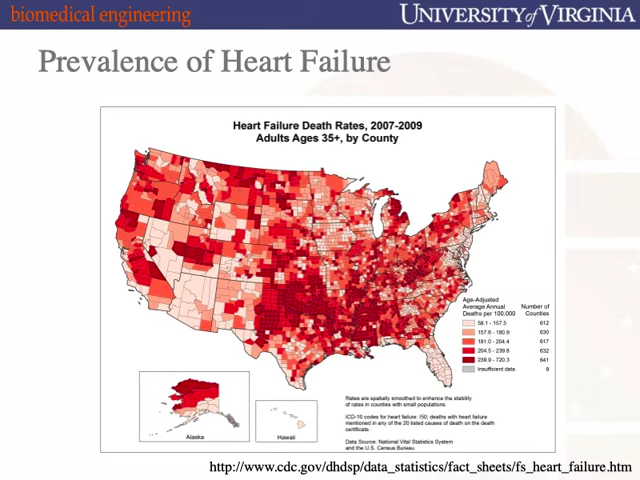 biomedical engineering
UNIVERSITY of VIRGINIA
Prevalence of Heart Failure
Heart Failure Death Rates, 2007-2009
Adults Ages 35+, by County
Age-Adjusted
Average Annual
Deaths per 100,000
Number of
Counties
58.1 - 157.5 612
157.6 - 180.9 630
181.0 - 204.4 617
204.5 - 239.8 632
239.9 - 720.3 641
Insufficient data 9
Alaska
Hawaii
Rates are spatially smoothed to enhance the stability
of rates in counties with small populations.
ICD-10 codes for heart failure: I50; deaths with heart failure
mentioned in any of the 20 listed causes of death on the death
certificate.
Data Source: National Vital Statistics System
and the U.S. Census Bureau
http://www.cdc.gov/dhdsp/data_statistics/fact_sheets/fs_heart_failure.htm